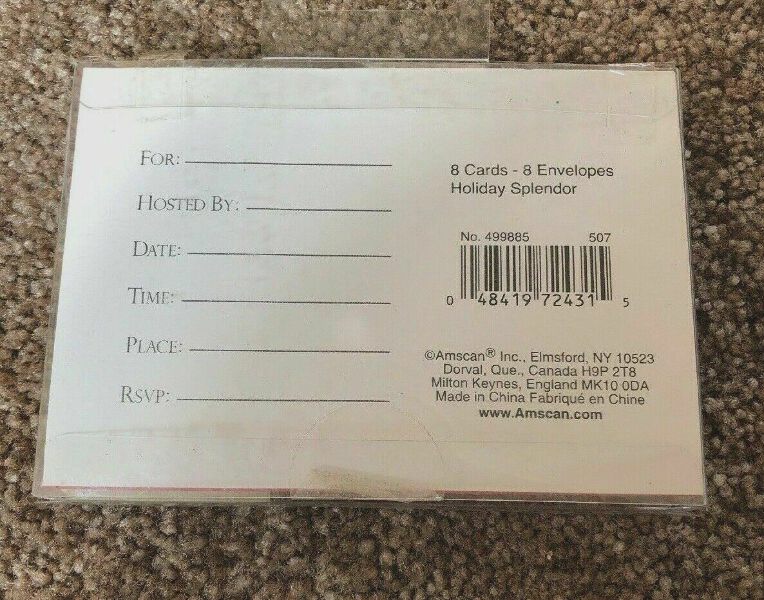 FOR:
HOSTED BY:
DATE:
TIME:
PLACE:
RSVP:
8 Cards - 8 Envelopes
Holiday Splendor
No. 499885 507
0 48419 72431 5
©Amscan® Inc., Elmsford, NY 10523
Dorval, Que., Canada H9P 2T8
Milton Keynes, England MK10 0DA
Made in China Fabriqué en Chine
www.Amscan.com